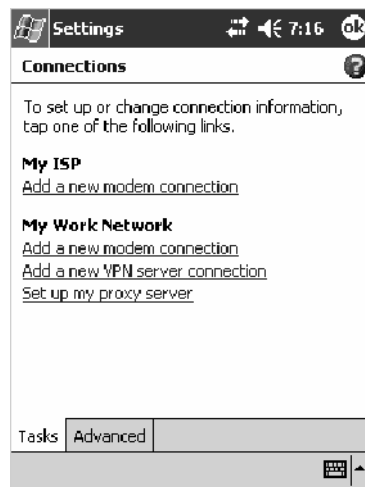 Settings 7:16 ok
Connections ?
To set up or change connection information,
tap one of the following links.
My ISP
Add a new modem connection
My Work Network
Add a new modem connection
Add a new VPN server connection
Set up my proxy server
Tasks Advanced